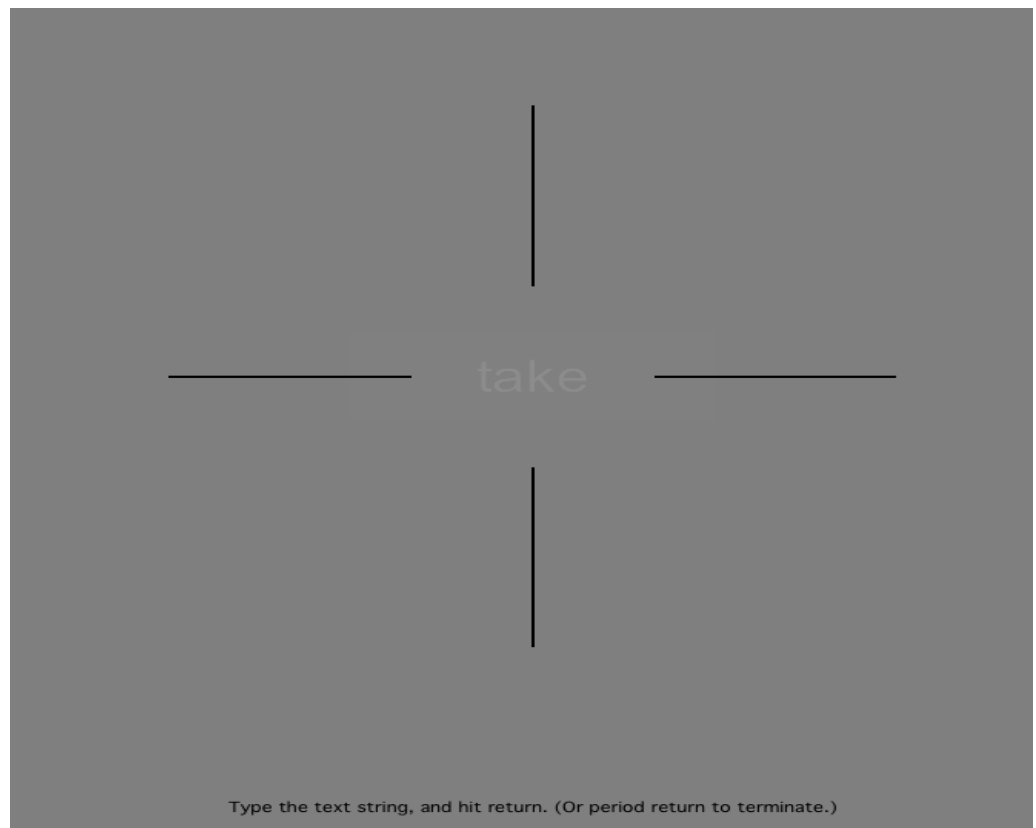 take
Type the text string, and hit return. (Or period return to terminate.)